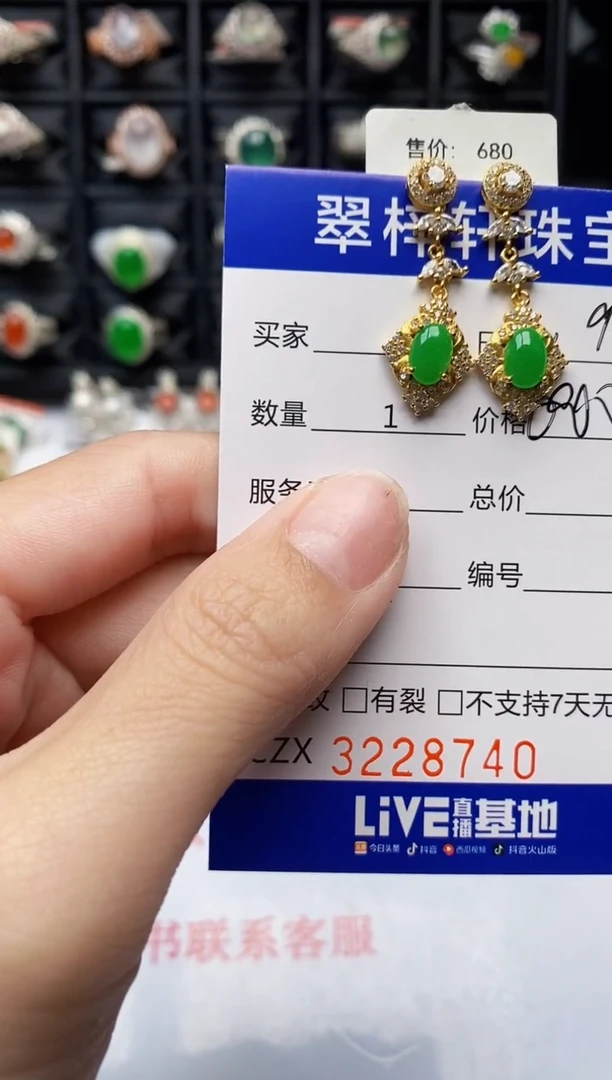 售价: 680
翠梓轩珠宝
买家
数量 1 价格
服务 总价
编号
□有裂 □不支持7天无
CZX 3228740
LiVE直播基地
今日头条 抖音 西瓜视频 抖音火山版
书联系客服